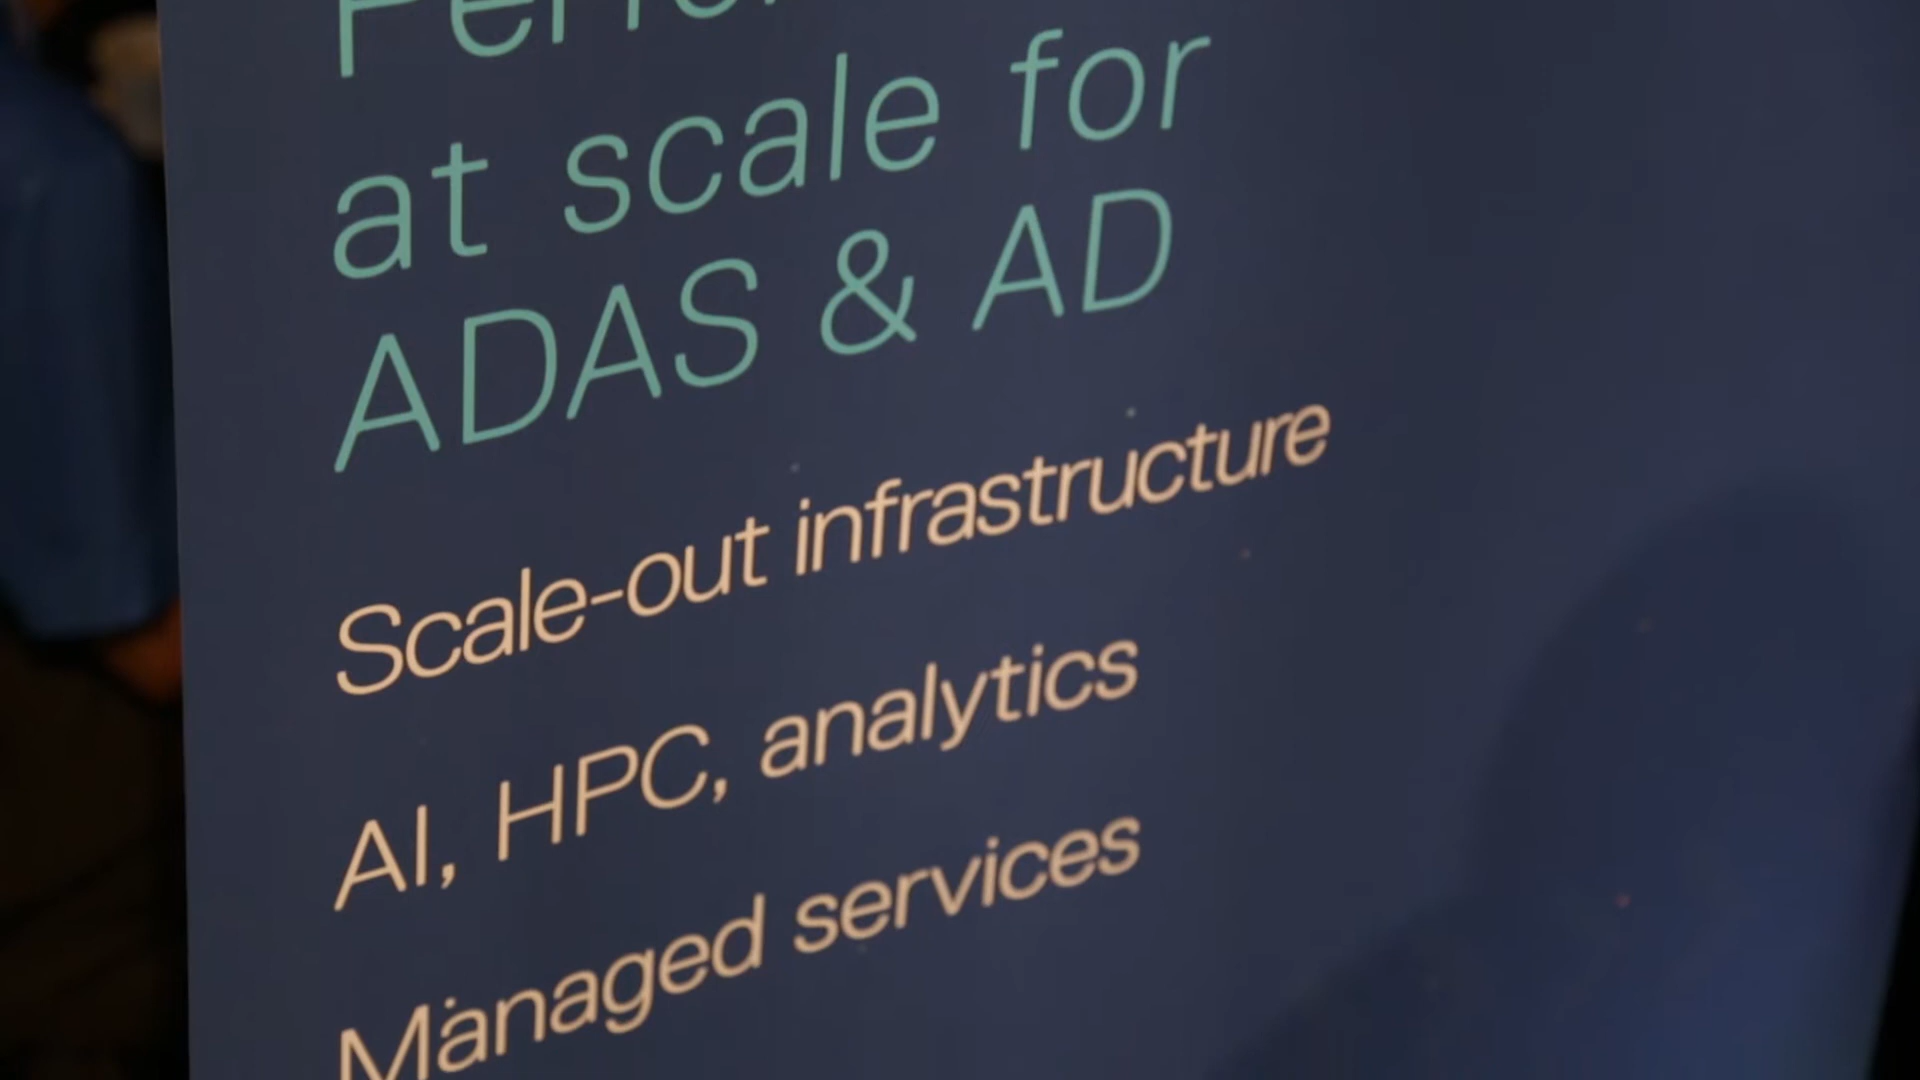 at scale for
ADAS & AD
Scale-out infrastructure
AI, HPC, analytics
Managed services